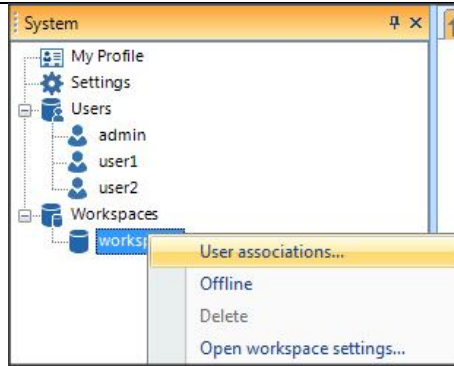 System
My Profile
Settings
Users
admin
user1
user2
Workspaces
User associations...
Offline
Delete
Open workspace settings...